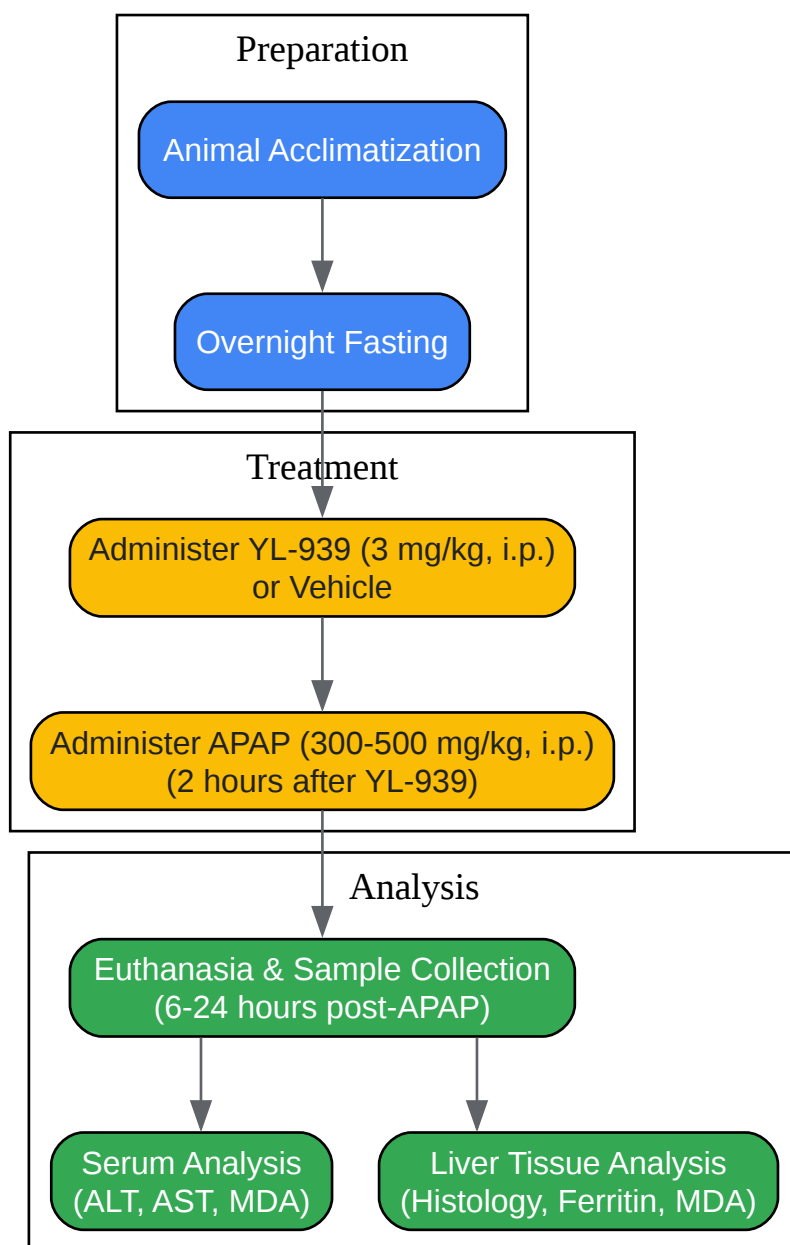 Preparation
Animal Acclimatization
Overnight Fasting
Treatment
Administer YL-939 (3 mg/kg, i.p.)
or Vehicle
Administer APAP (300-500 mg/kg, i.p.)
(2 hours after YL-939)
Analysis
Euthanasia & Sample Collection
(6-24 hours post-APAP)
Serum Analysis
(ALT, AST, MDA)
Liver Tissue Analysis
(Histology, Ferritin, MDA)